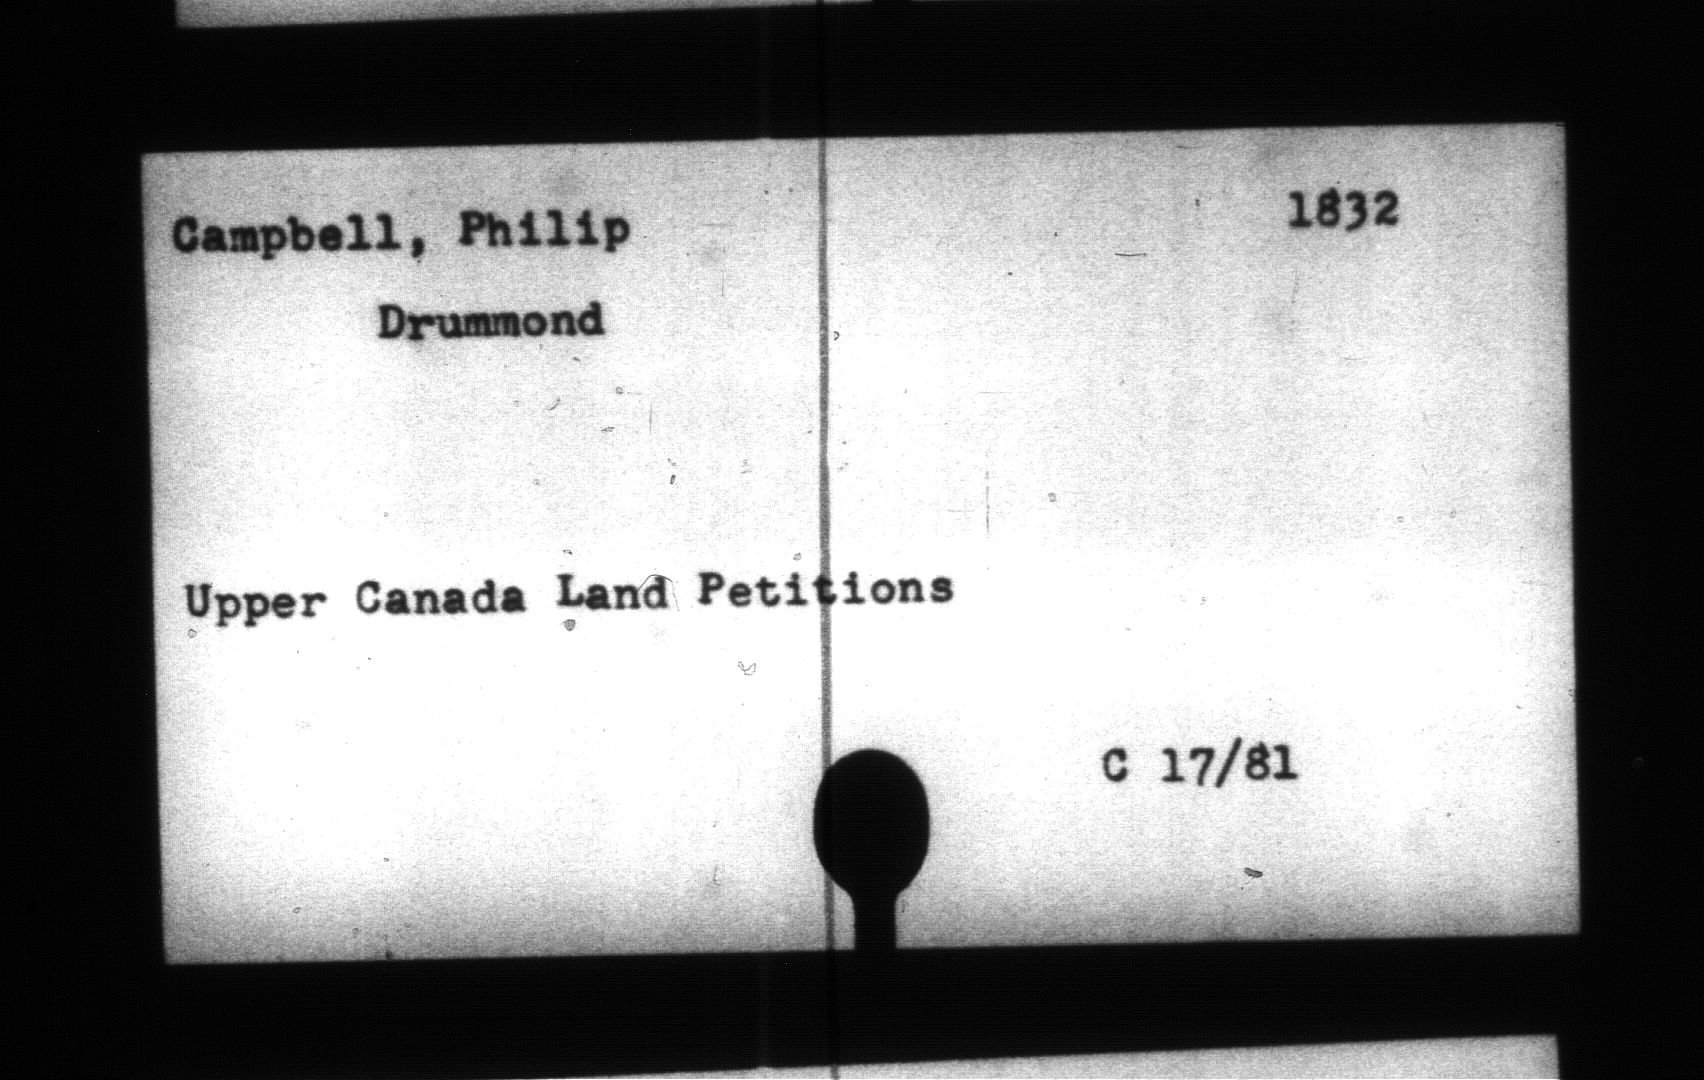 Campbell, Philip 1832
Drummond
Upper Canada Land Petitions
C 17/81